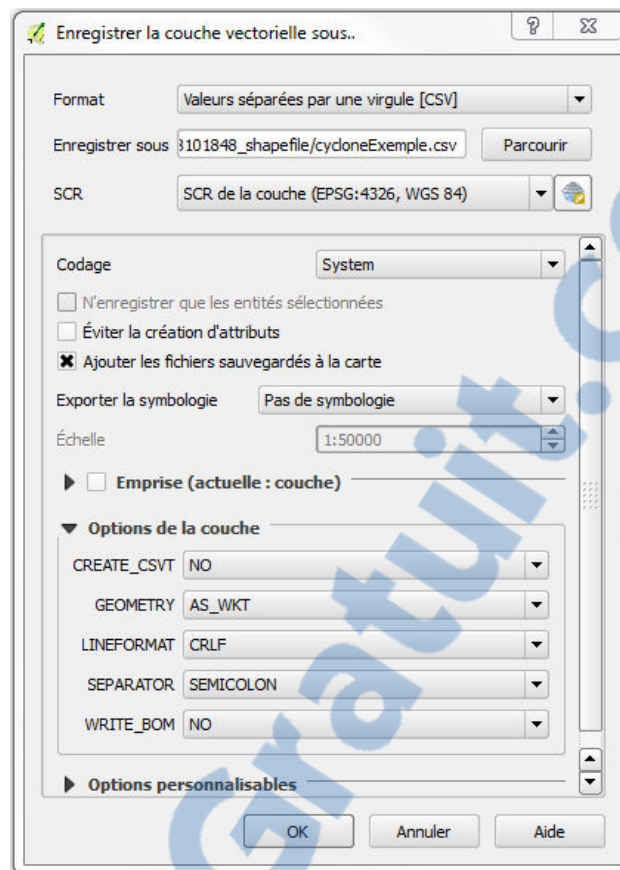 Enregistrer la couche vectorielle sous..
Format Valeurs séparées par une virgule [CSV]
Enregistrer sous 3101848_shapefile/cycloneExemple.csv Parcourir
SCR SCR de la couche (EPSG:4326, WGS 84)
Codage System
N'enregistrer que les entités sélectionnées
Éviter la création d'attributs
Ajouter les fichiers sauvegardés à la carte
Exporter la symbologie Pas de symbologie
Échelle 1:50000
Emprise (actuelle : couche)
Options de la couche
CREATE_CSVT NO
GEOMETRY AS_WKT
LINEFORMAT CRLF
SEPARATOR SEMICOLON
WRITE_BOM NO
Options personnalisables
OK Annuler Aide
Gratuit.c